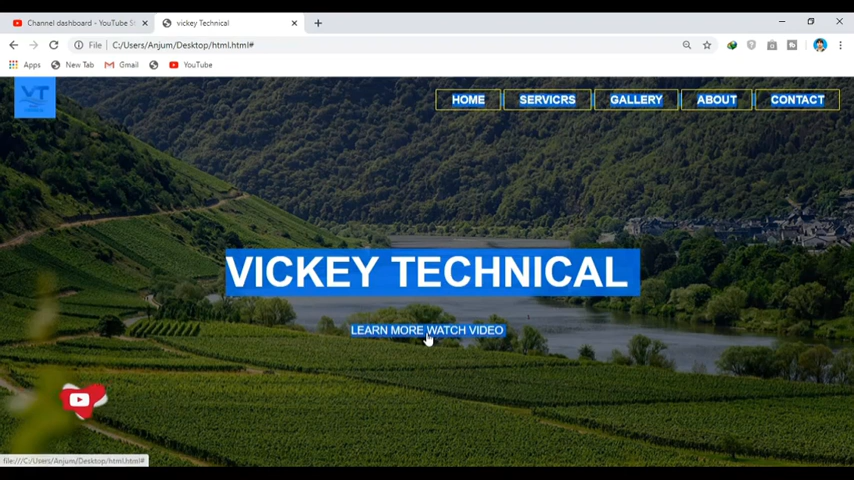 Channel dashboard - YouTube St
vickey Technical
File
C:/Users/Anjum/Desktop/html.html#
Apps
New Tab
Gmail
YouTube
VT
HOME
SERVICRS
GALLERY
ABOUT
CONTACT
VICKEY TECHNICAL
LEARN MORE WATCH VIDEO
file:///C:/Users/Anjum/Desktop/html.html#